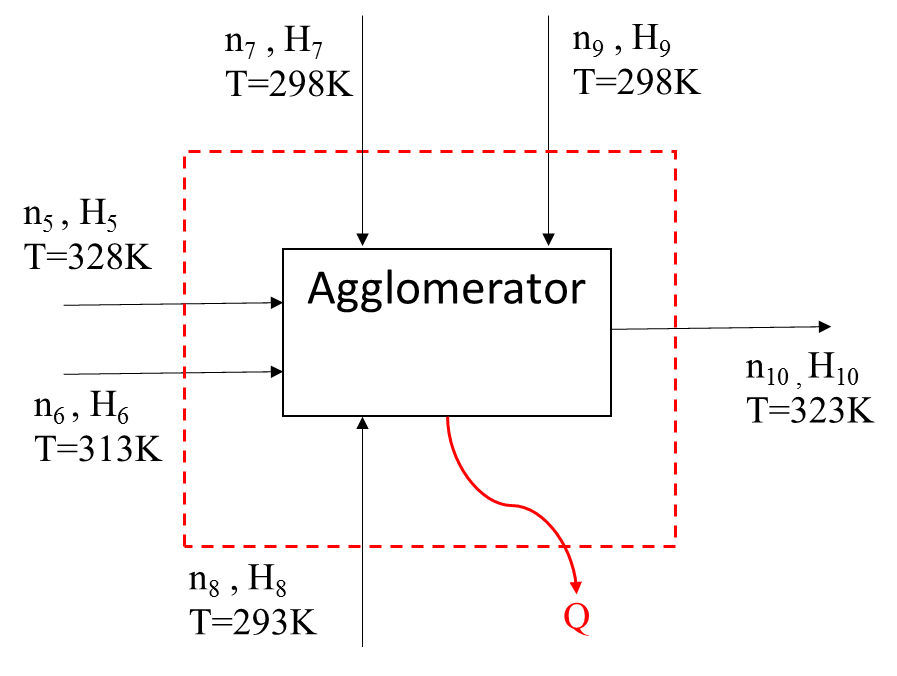 n₇ , H₇
T=298K
n₉ , H₉
T=298K
n₅ , H₅
T=328K
Agglomerator
n₆ , H₆
T=313K
n₁₀ , H₁₀
T=323K
n₈ , H₈
T=293K
Q